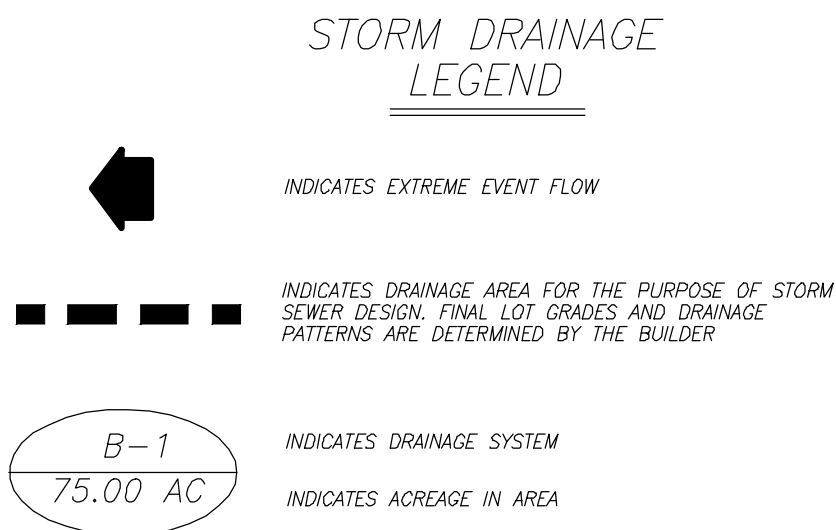 STORM DRAINAGE
LEGEND
INDICATES EXTREME EVENT FLOW
INDICATES DRAINAGE AREA FOR THE PURPOSE OF STORM
SEWER DESIGN. FINAL LOT GRADES AND DRAINAGE
PATTERNS ARE DETERMINED BY THE BUILDER
B-1
INDICATES DRAINAGE SYSTEM
75.00 AC
INDICATES ACREAGE IN AREA